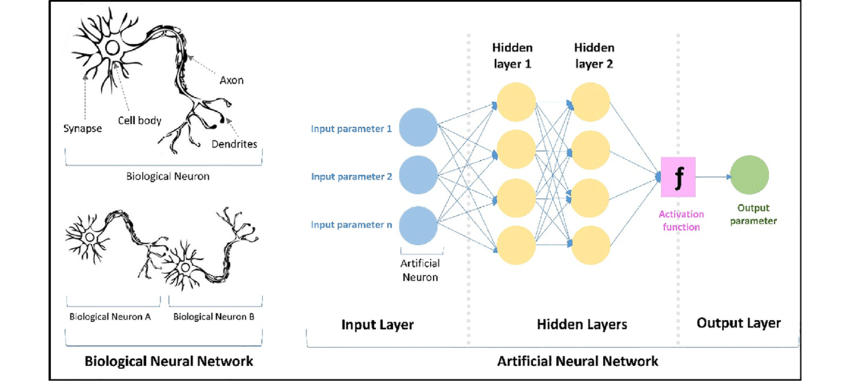 Axon
Synapse
Cell body
Dendrites
Biological Neuron
Biological Neuron A
Biological Neuron B
Biological Neural Network
Hidden
layer 1
Hidden
layer 2
Input parameter 1
Input parameter 2
Input parameter n
Artificial
Neuron
ƒ
Activation
function
Output
parameter
Input Layer
Hidden Layers
Output Layer
Artificial Neural Network